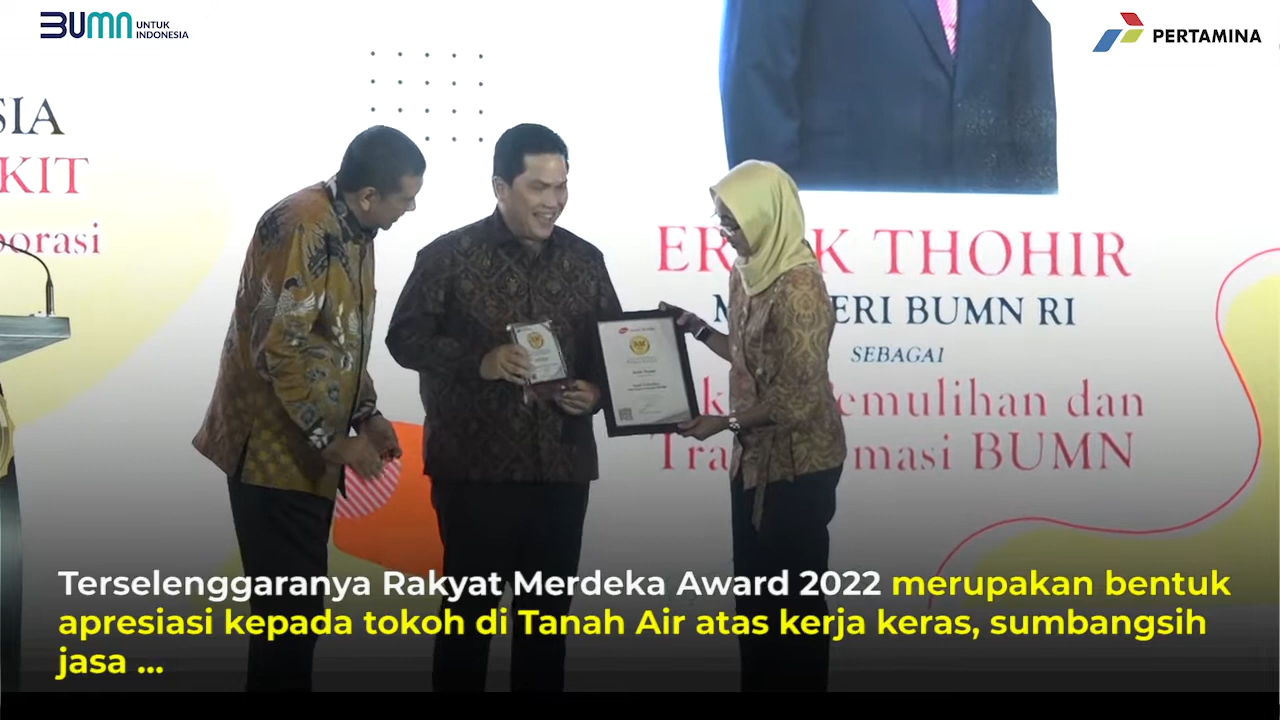 BUMN UNTUK
INDONESIA
PERTAMINA
SIA
KIT
orasi
ER K THOHIR
M ERI BUMN RI
SEBAGAI
k emulihan dan
Tra masi BUMN
Terselenggaranya Rakyat Merdeka Award 2022 merupakan bentuk
apresiasi kepada tokoh di Tanah Air atas kerja keras, sumbangsih
jasa ...